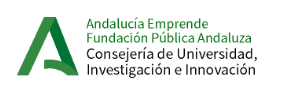 Andalucía Emprende
Fundación Pública Andaluza
Consejería de Universidad,
Investigación e Innovación